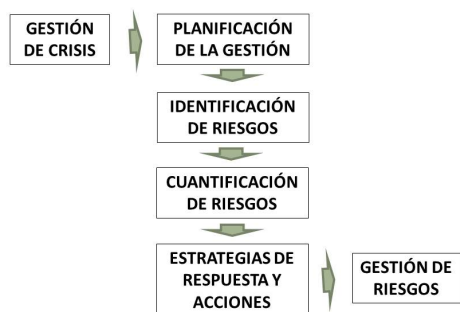 GESTIÓN
DE CRISIS
PLANIFICACIÓN
DE LA GESTIÓN
IDENTIFICACIÓN
DE RIESGOS
CUANTIFICACIÓN
DE RIESGOS
ESTRATEGIAS DE
RESPUESTA Y
ACCIONES
GESTIÓN DE
RIESGOS